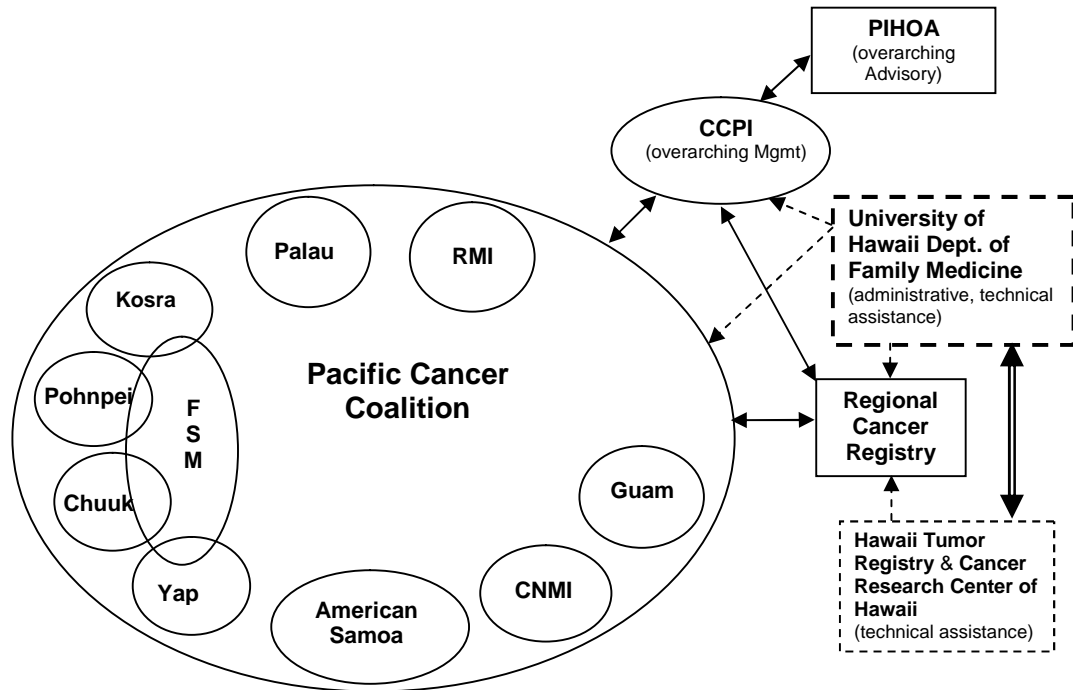 PIHOA
(overarching
Advisory)
CCPI
(overarching Mgmt)
University of
Hawaii Dept. of
Family Medicine
(administrative, technical
assistance)
Palau
RMI
Kosra
Pohnpei
F
S
M
Chuuk
Yap
Pacific Cancer
Coalition
American
Samoa
CNMI
Guam
Regional
Cancer
Registry
Hawaii Tumor
Registry & Cancer
Research Center of
Hawaii
(technical assistance)